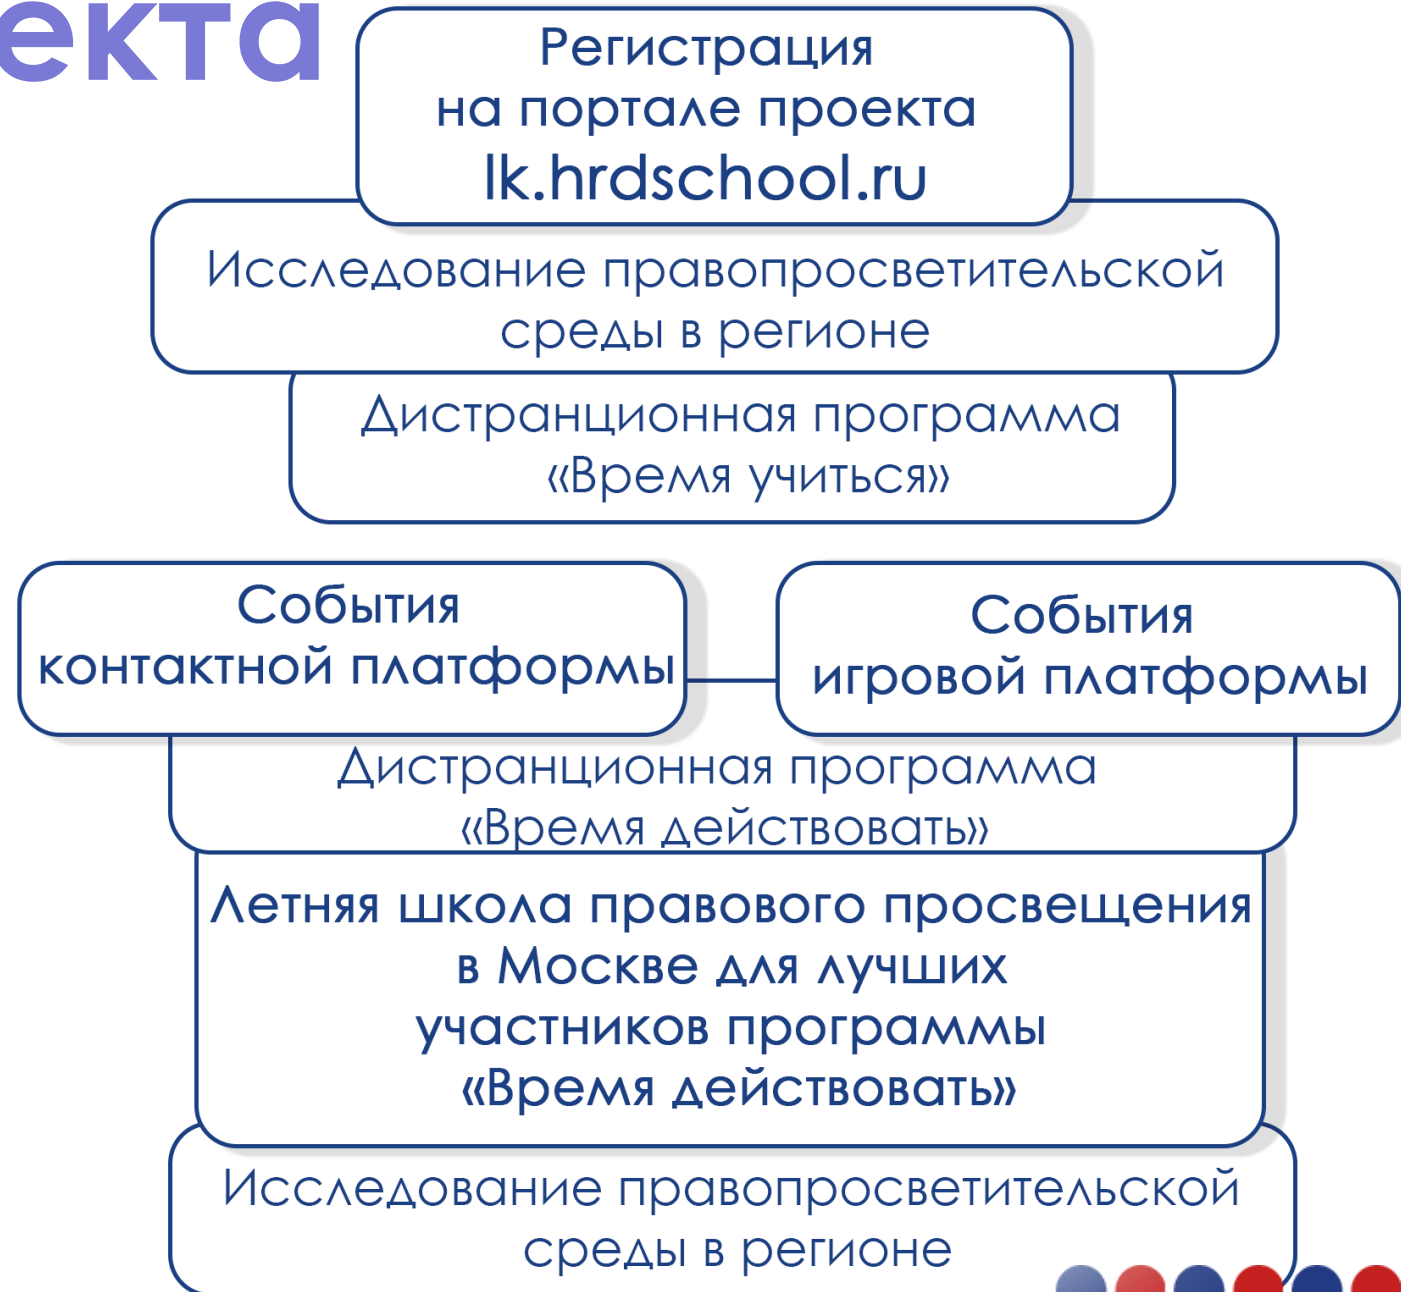 екта
Регистрация
на портале проекта
lk.hrdschool.ru
Исследование правопросветительской
среды в регионе
Дистранционная программа
«Время учиться»
События
контактной платформы
События
игровой платформы
Дистранционная программа
«Время действовать»
Летняя школа правового просвещения
в Москве для лучших
участников программы
«Время действовать»
Исследование правопросветительской
среды в регионе